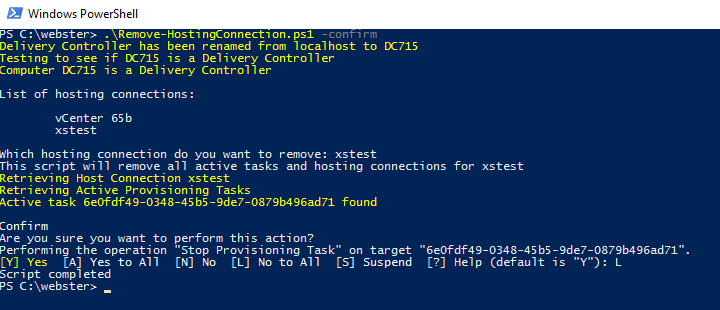 Windows PowerShell
PS C:\webster> .\Remove-HostingConnection.ps1 -confirm
Delivery Controller has been renamed from localhost to DC715
Testing to see if DC715 is a Delivery Controller
Computer DC715 is a Delivery Controller
List of hosting connections:
vCenter 65b
xstest
Which hosting connection do you want to remove: xstest
This script will remove all active tasks and hosting connections for xstest
Retrieving Host Connection xstest
Retrieving Active Provisioning Tasks
Active task 6e0fdf49-0348-45b5-9de7-0879b496ad71 found
Confirm
Are you sure you want to perform this action?
Performing the operation "Stop Provisioning Task" on target "6e0fdf49-0348-45b5-9de7-0879b496ad71".
[Y] Yes  [A] Yes to All  [N] No  [L] No to All  [S] Suspend  [?] Help (default is "Y"): L
Script completed
PS C:\webster>